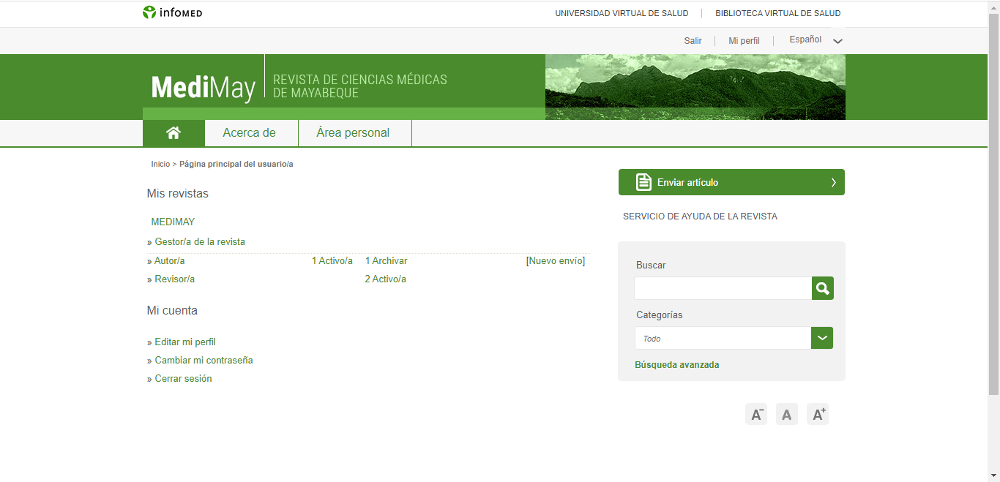 infoMED
UNIVERSIDAD VIRTUAL DE SALUD
BIBLIOTECA VIRTUAL DE SALUD
Salir
Mi perfil
Español
MediMay
REVISTA DE CIENCIAS MÉDICAS
DE MAYABEQUE
Acerca de
Área personal
Inicio > Página principal del usuario/a
Mis revistas
MEDIMAY
» Gestor/a de la revista
» Autor/a 1 Activo/a 1 Archivar [Nuevo envío]
» Revisor/a 2 Activo/a
Mi cuenta
» Editar mi perfil
» Cambiar mi contraseña
» Cerrar sesión
Enviar artículo
SERVICIO DE AYUDA DE LA REVISTA
Buscar
Categorías
Todo
Búsqueda avanzada
A- A A+